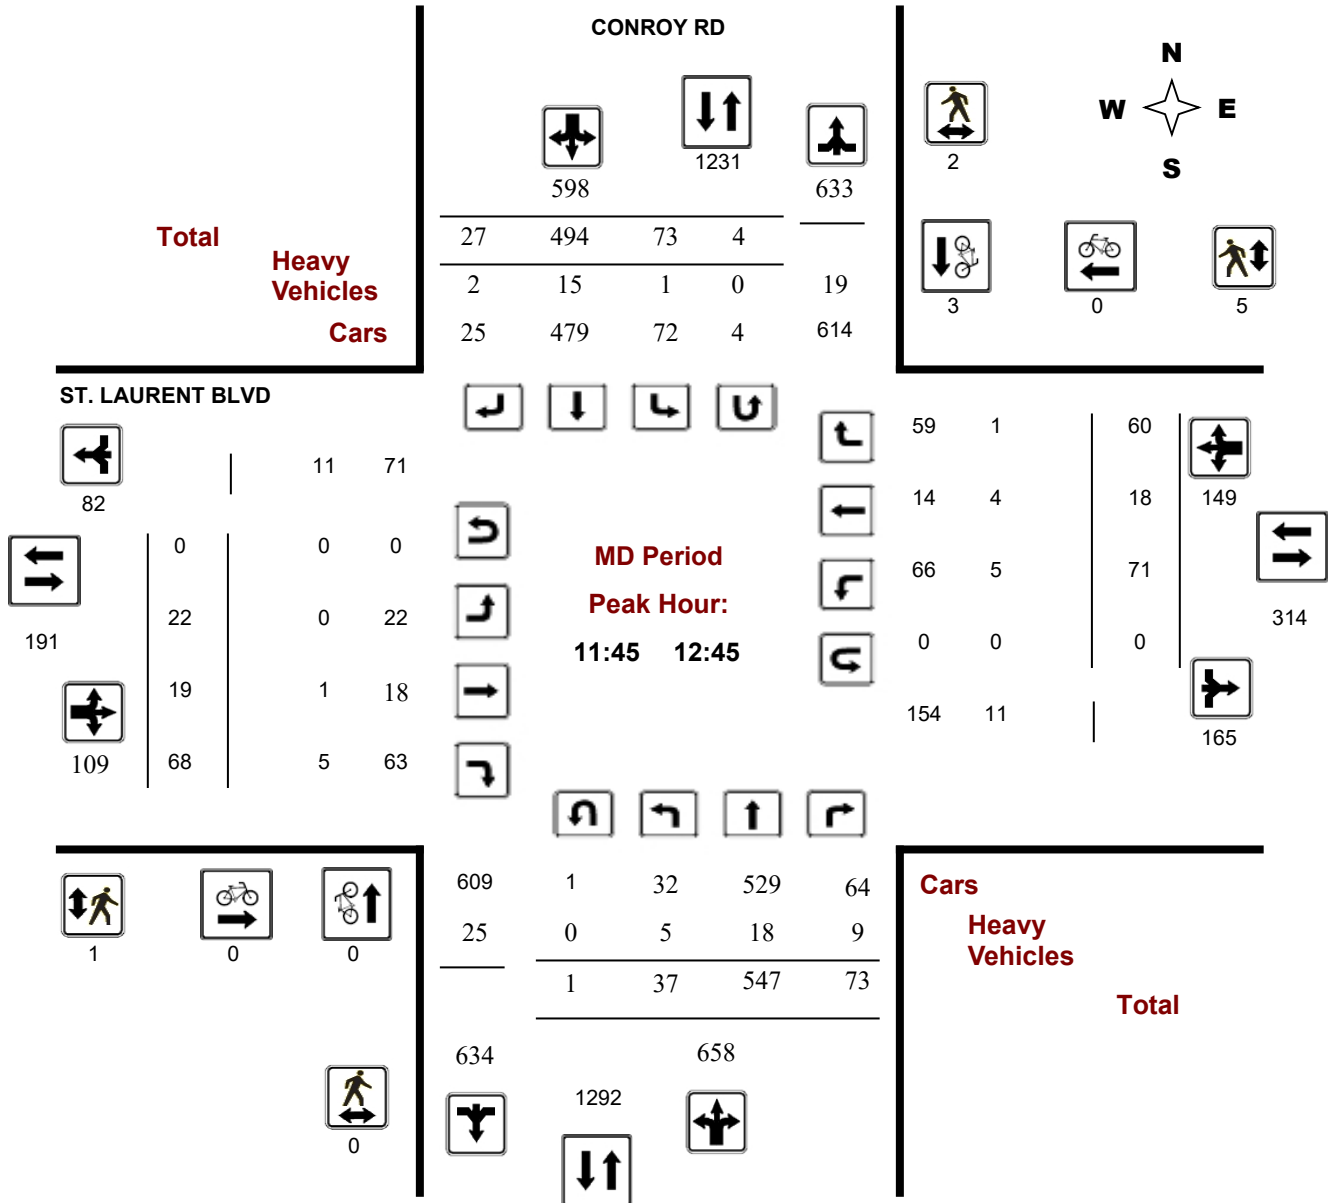 CONROY RD
N
W E
S
1231
2
598
633
Total
27 494 73 4
Heavy
Vehicles
2 15 1 0 19
3 0 5
Cars
25 479 72 4 614
ST. LAURENT BLVD
59 1 60
11 71
82
14 4 18 149
0 0 0
MD Period
66 5 71
Peak Hour:
22 0 22
314
191
11:45 12:45
0 0 0
19 1 18
154 11
165
109 68 5 63
609 1 32 529 64
Cars
25 0 5 18 9
Heavy
Vehicles
1 0 0
1 37 547 73
Total
634 658
1292
0